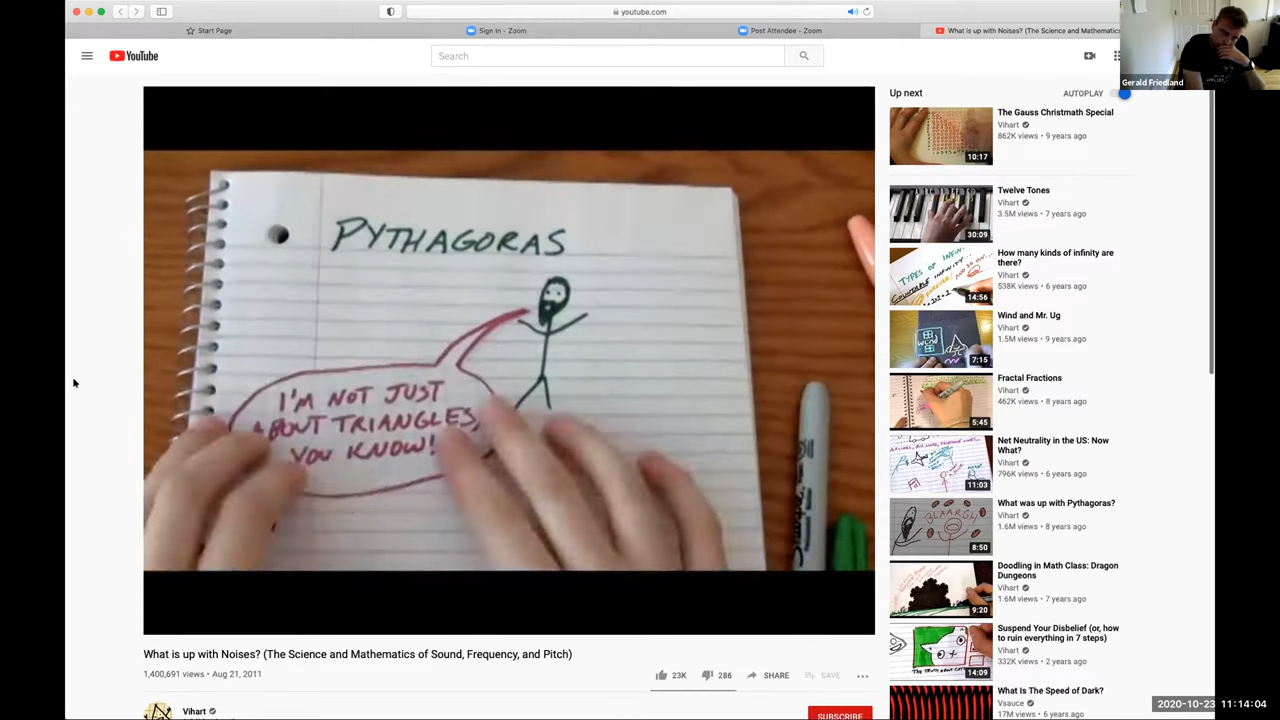 youtube.com
Start Page
Sign In - Zoom
Post Attendee - Zoom
What is up with Noises? (The Science and Mathematics
Gerald Friedland
YouTube
Search
PYTHAGORAS
NOT JUST
TRIANGLES,
Up next
AUTOPLAY
The Gauss Christmath Special
Vihart
862K views • 9 years ago
10:17
Twelve Tones
Vihart
3.5M views • 7 years ago
30:09
How many kinds of infinity are
there?
Vihart
538K views • 6 years ago
14:56
Wind and Mr. Ug
Vihart
1.5M views • 9 years ago
7:15
Fractal Fractions
Vihart
462K views • 8 years ago
5:45
Net Neutrality in the US: Now
What?
Vihart
796K views • 6 years ago
11:03
What was up with Pythagoras?
Vihart
1.6M views • 8 years ago
8:50
Doodling in Math Class: Dragon
Dungeons
Vihart
1.6M views • 7 years ago
9:20
Suspend Your Disbelief (or, how
to ruin everything in 7 steps)
Vihart
332K views • 2 years ago
14:09
What Is The Speed of Dark?
Vsauce
17M views • 6 years ago
What is up with Noises? (The Science and Mathematics of Sound, Frequency, and Pitch)
1,400,691 views • Aug 21, 2011
23K
286
SHARE
SAVE
Vihart
SUBSCRIBE
2020-10-23 11:14:04